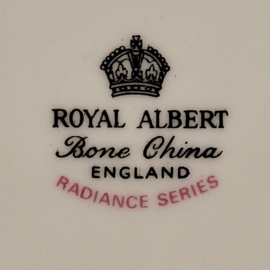 ROYAL ALBERT
Bone China
ENGLAND
RADIANCE SERIES